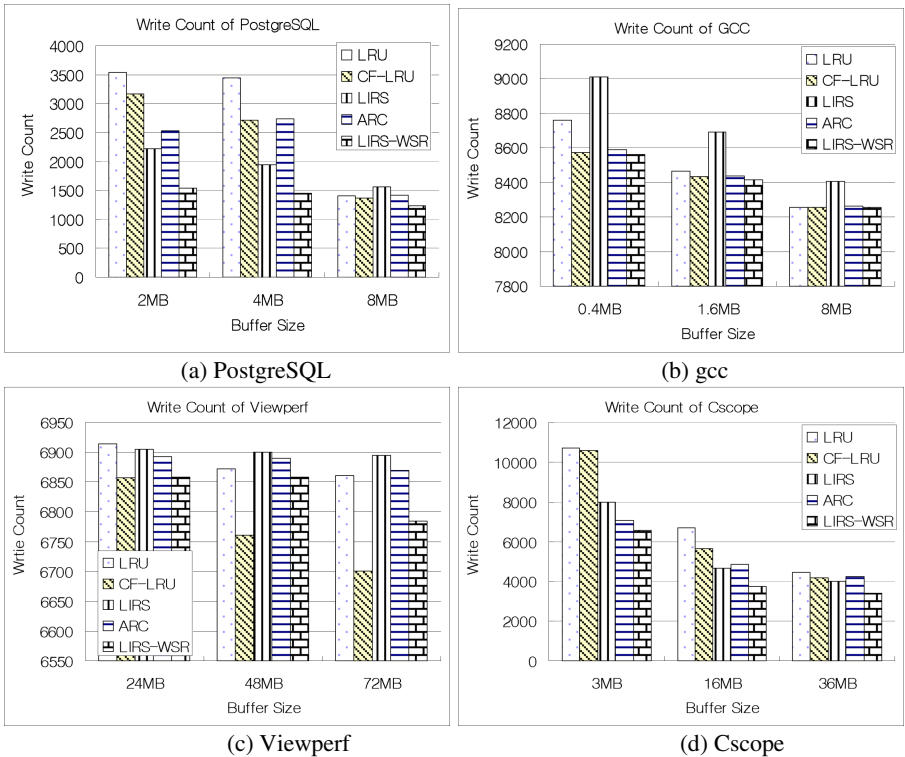 Write Count of PostgreSQL
4000
3500
3000
2500
2000
1500
1000
500
0
Write Count
2MB
4MB
8MB
Buffer Size
LRU
CF-LRU
LIRS
ARC
LIRS-WSR
(a) PostgreSQL
Write Count of GCC
9200
9000
8800
8600
8400
8200
8000
7800
Write Count
0.4MB
1.6MB
8MB
Buffer Size
LRU
CF-LRU
LIRS
ARC
LIRS-WSR
(b) gcc
Write Count of Viewperf
6950
6900
6850
6800
6750
6700
6650
6600
6550
Wrtie Count
24MB
48MB
72MB
Buffer Size
LRU
CF-LRU
LIRS
ARC
LIRS-WSR
(c) Viewperf
Write Count of Cscope
12000
10000
8000
6000
4000
2000
0
Write Count
3MB
16MB
36MB
Buffer Size
LRU
CF-LRU
LIRS
ARC
LIRS-WSR
(d) Cscope